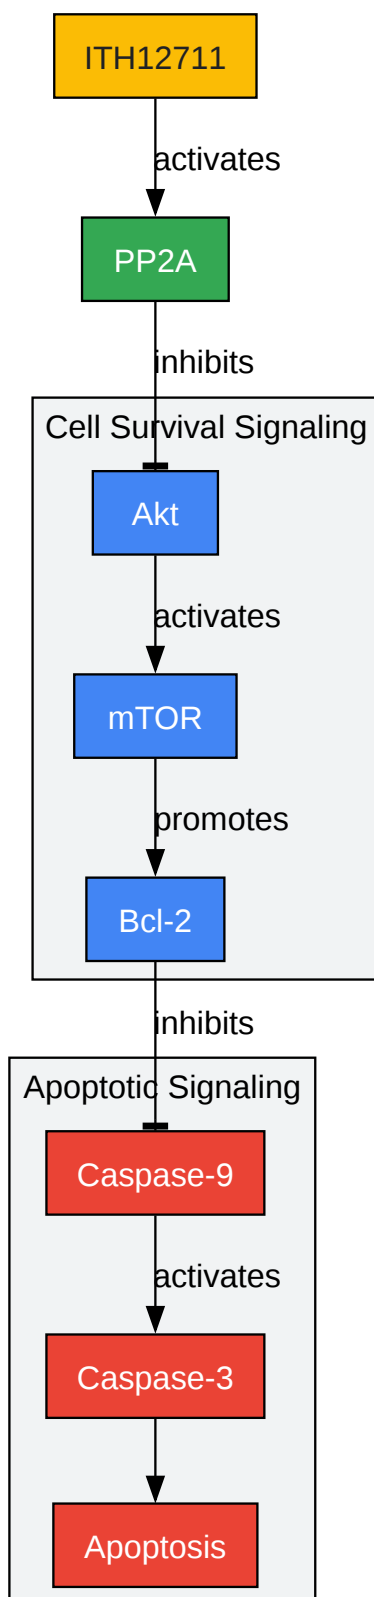 ITH12711
activates
PP2A
inhibits
Cell Survival Signaling
Akt
activates
mTOR
promotes
Bcl-2
inhibits
Apoptotic Signaling
Caspase-9
activates
Caspase-3
Apoptosis